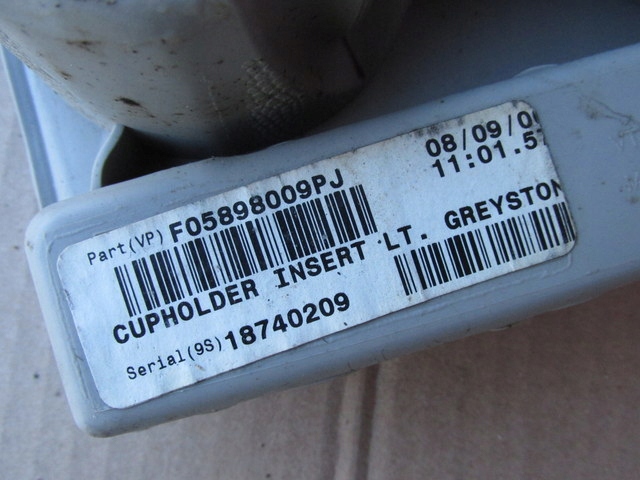 08/09/0
11:01.5
Part(VP) F05898009PJ
CUPHOLDER INSERT LT. GREYSTON
Serial(9S) 18740209